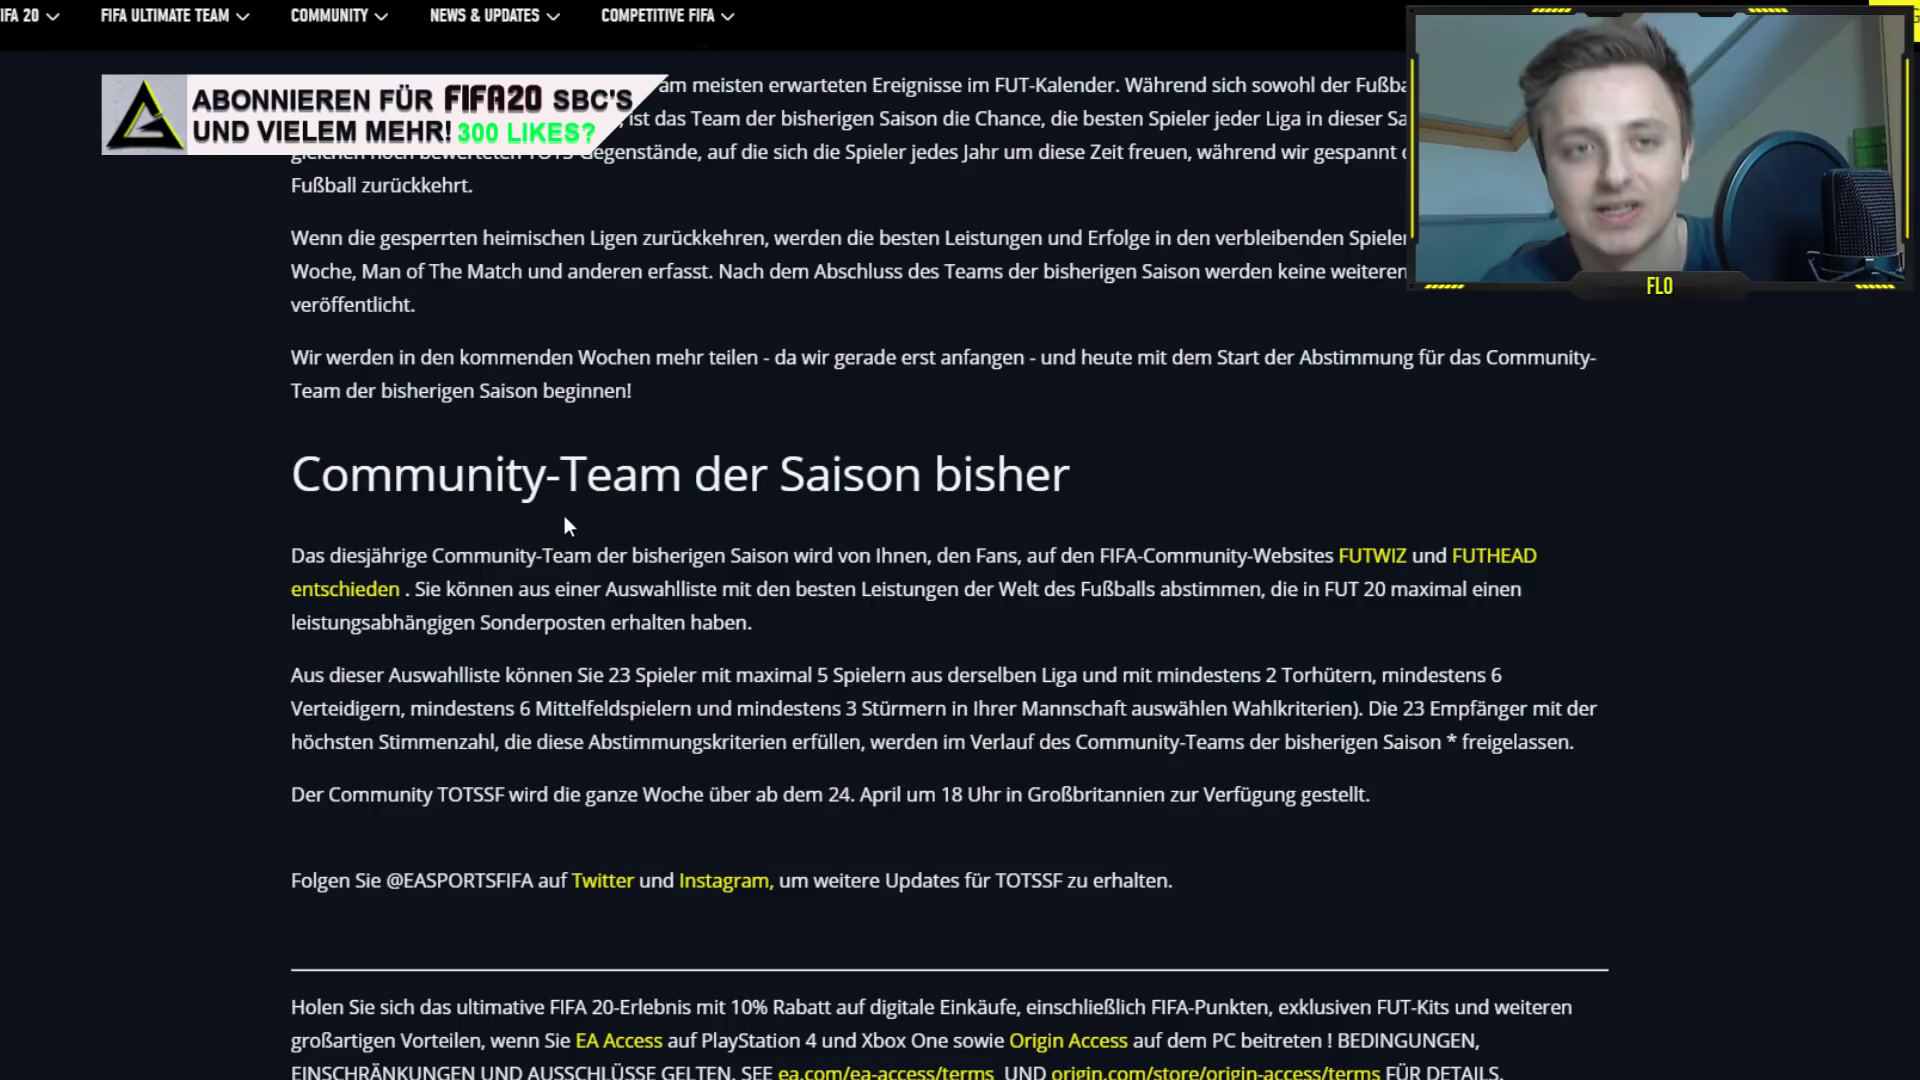 IFA 20 FIFA ULTIMATE TEAM COMMUNITY NEWS & UPDATES COMPETITIVE FIFA
ABONNIEREN FÜR FIFA20 SBC'S
UND VIELEM MEHR! 300 LIKES?
am meisten erwarteten Ereignisse im FUT-Kalender. Während sich sowohl der Fußba
, ist das Team der bisherigen Saison die Chance, die besten Spieler jeder Liga in dieser Sa
gleichen hoch bewerteten TOTS Gegenstände, auf die sich die Spieler jedes Jahr um diese Zeit freuen, während wir gespannt
Fußball zurückkehrt.
Wenn die gesperrten heimischen Ligen zurückkehren, werden die besten Leistungen und Erfolge in den verbleibenden Spieler
Woche, Man of The Match und anderen erfasst. Nach dem Abschluss des Teams der bisherigen Saison werden keine weiteren
veröffentlicht.
FLO
Wir werden in den kommenden Wochen mehr teilen - da wir gerade erst anfangen - und heute mit dem Start der Abstimmung für das Community-
Team der bisherigen Saison beginnen!
Community-Team der Saison bisher
Das diesjährige Community-Team der bisherigen Saison wird von Ihnen, den Fans, auf den FIFA-Community-Websites FUTWIZ und FUTHEAD
entschieden . Sie können aus einer Auswahlliste mit den besten Leistungen der Welt des Fußballs abstimmen, die in FUT 20 maximal einen
leistungsabhängigen Sonderposten erhalten haben.
Aus dieser Auswahlliste können Sie 23 Spieler mit maximal 5 Spielern aus derselben Liga und mit mindestens 2 Torhütern, mindestens 6
Verteidigern, mindestens 6 Mittelfeldspielern und mindestens 3 Stürmern in Ihrer Mannschaft auswählen Wahlkriterien). Die 23 Empfänger mit der
höchsten Stimmenzahl, die diese Abstimmungskriterien erfüllen, werden im Verlauf des Community-Teams der bisherigen Saison * freigelassen.
Der Community TOTSSF wird die ganze Woche über ab dem 24. April um 18 Uhr in Großbritannien zur Verfügung gestellt.
Folgen Sie @EASPORTSFIFA auf Twitter und Instagram, um weitere Updates für TOTSSF zu erhalten.
Holen Sie sich das ultimative FIFA 20-Erlebnis mit 10% Rabatt auf digitale Einkäufe, einschließlich FIFA-Punkten, exklusiven FUT-Kits und weiteren
großartigen Vorteilen, wenn Sie EA Access auf PlayStation 4 und Xbox One sowie Origin Access auf dem PC beitreten ! BEDINGUNGEN,
EINSCHRÄNKUNGEN UND AUSSCHLÜSSE GELTEN. SEE ea.com/ea-access/terms UND origin.com/store/origin-access/terms FÜR DETAILS.